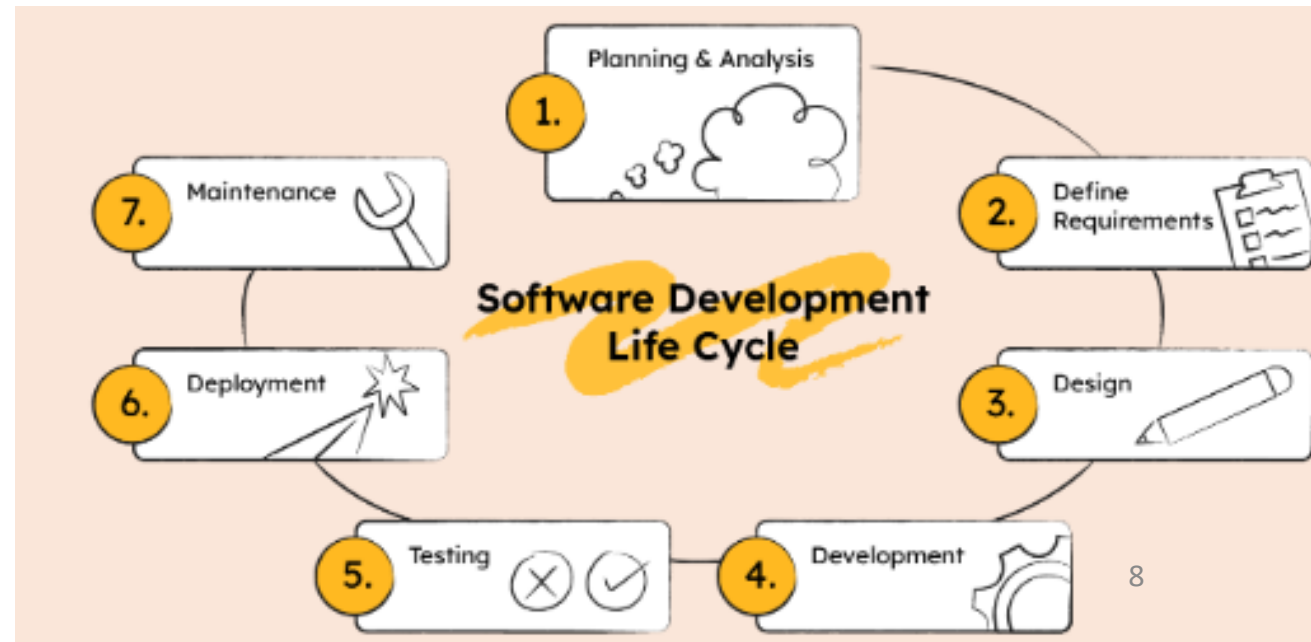 1.
Planning & Analysis
2.
Define
Requirements
3.
Design
4.
Development
5.
Testing
6.
Deployment
7.
Maintenance
Software Development
Life Cycle
8